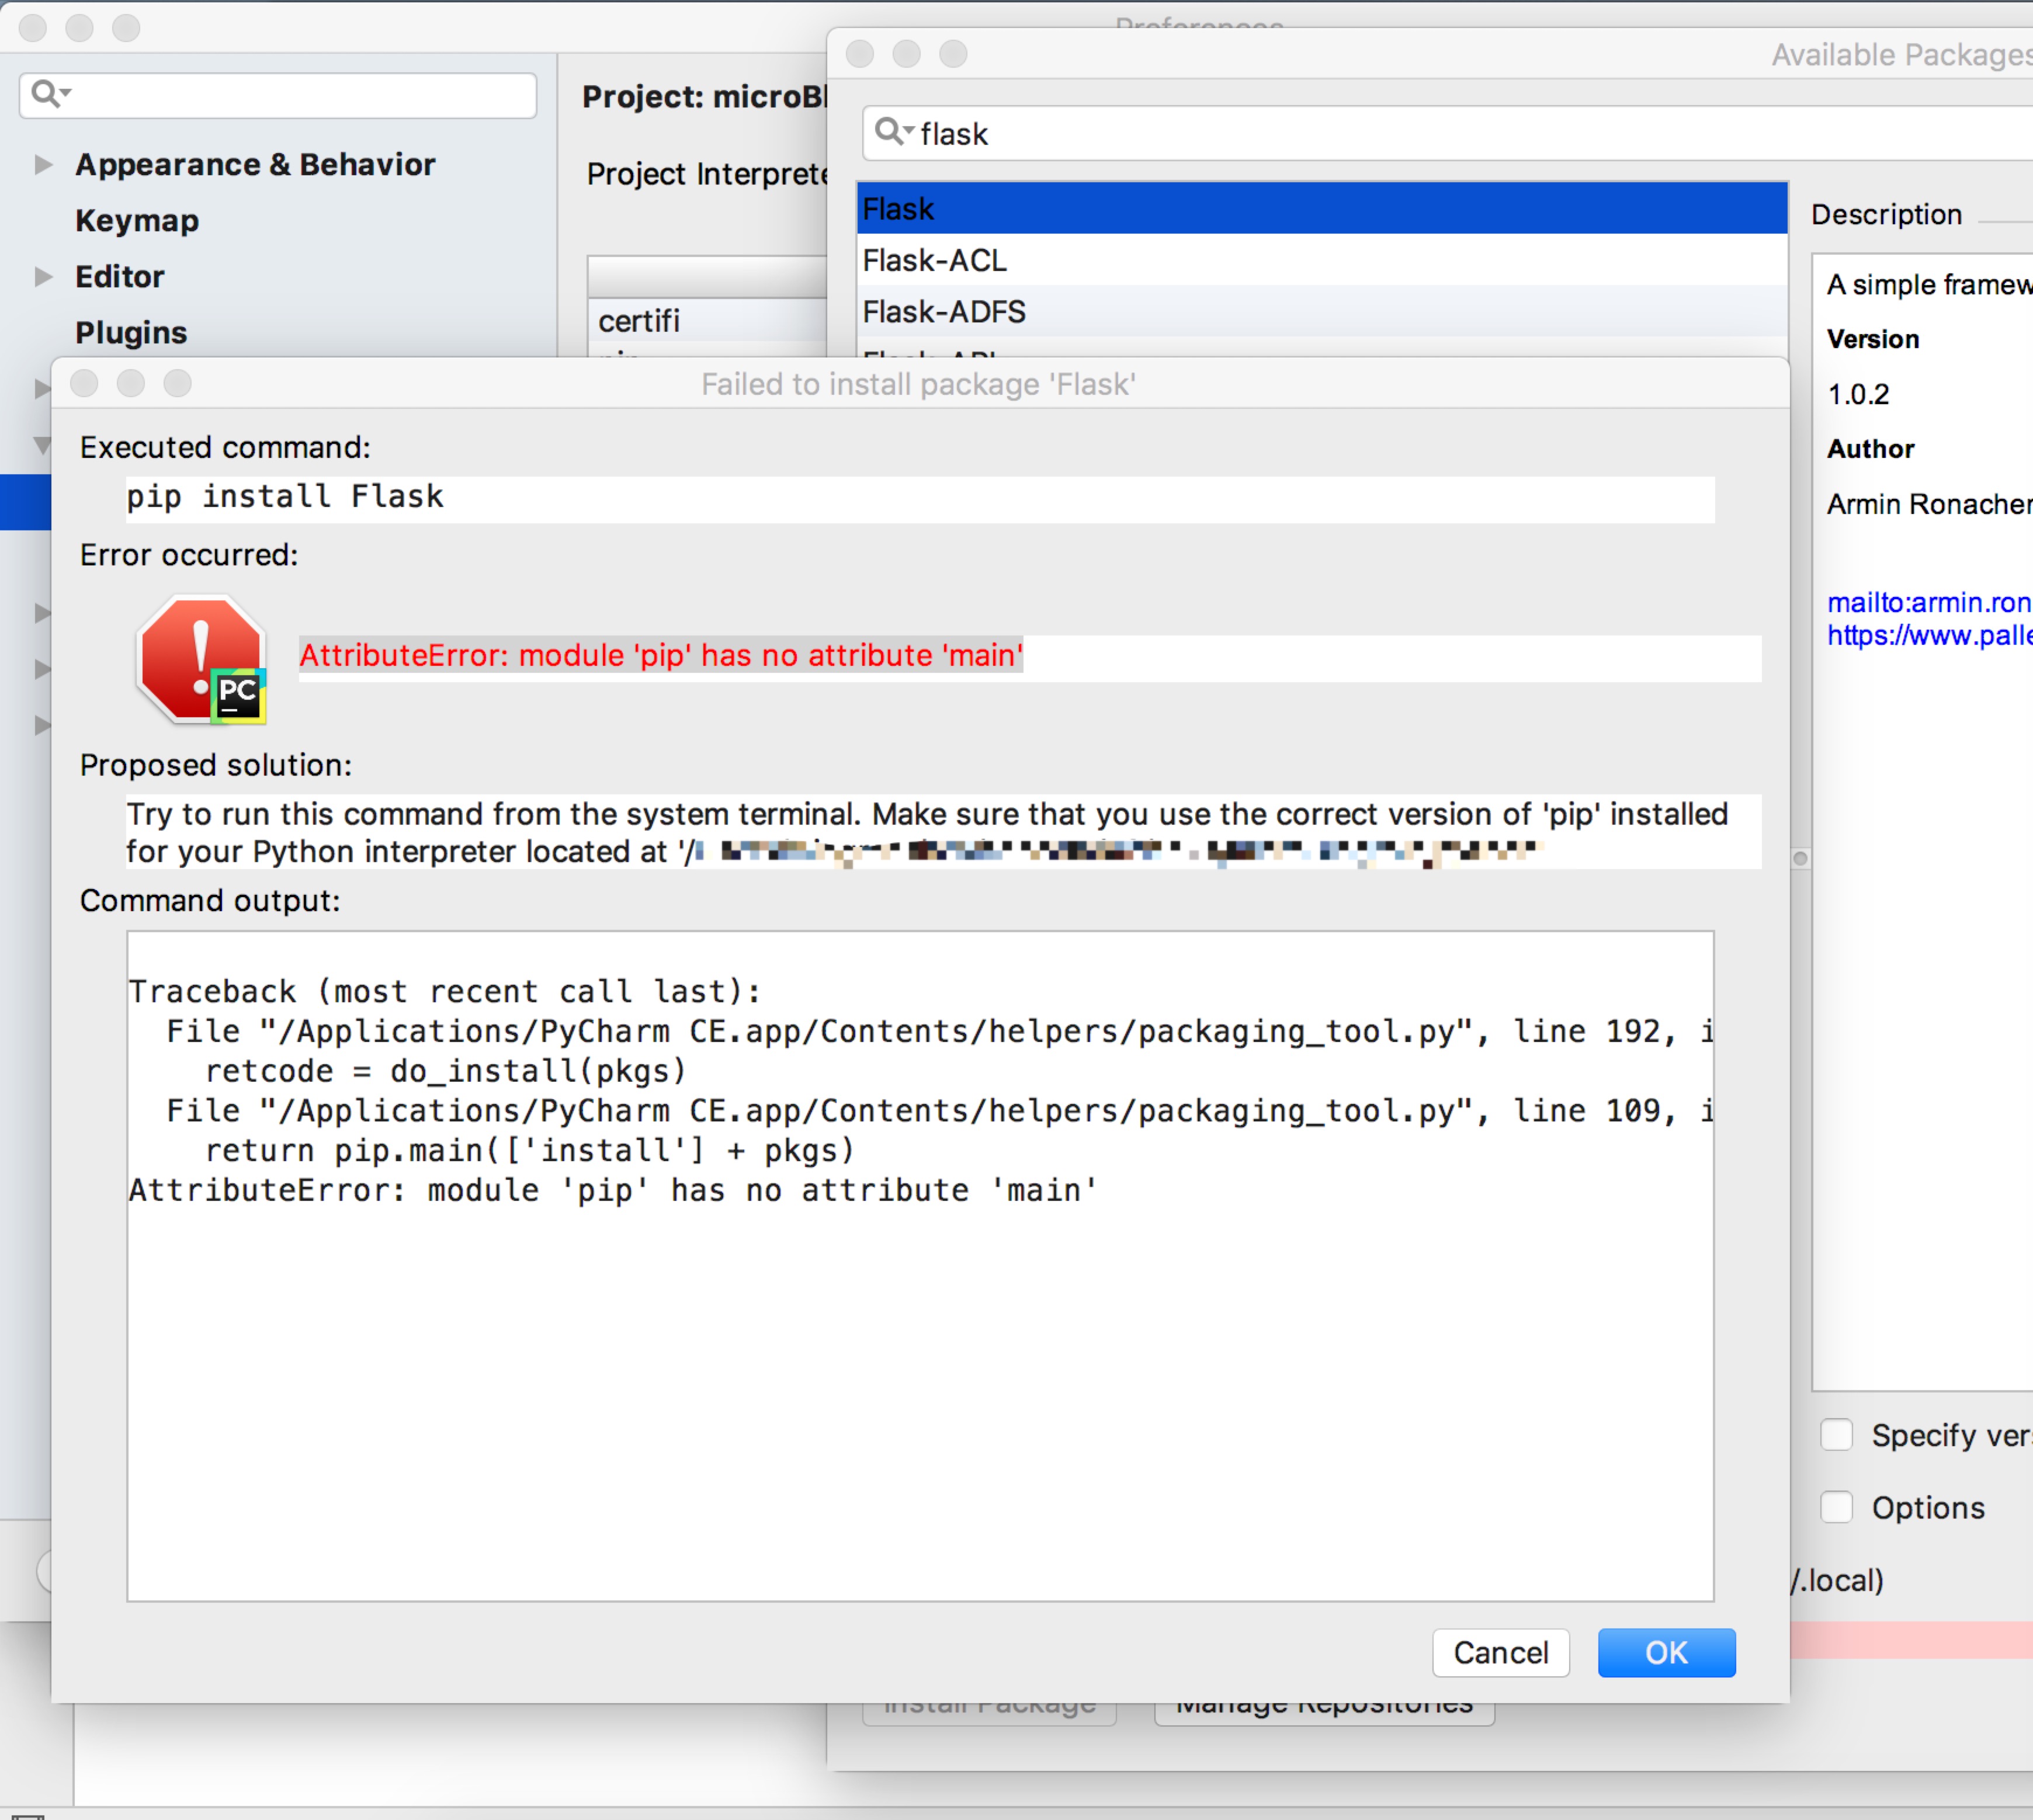 Preferences
Available Packages
Project: microBl
flask
Appearance & Behavior
Project Interprete
Keymap
Flask
Description
Flask-ACL
Editor
A simple framew
certifi
Flask-ADFS
Plugins
Version
Flask-API
pip
1.0.2
Failed to install package 'Flask'
Author
Executed command:
pip install Flask
Armin Ronacher
Error occurred:
mailto:armin.ron
https://www.palle
AttributeError: module 'pip' has no attribute 'main'
PC
Proposed solution:
Try to run this command from the system terminal. Make sure that you use the correct version of 'pip' installed
for your Python interpreter located at '/
Command output:
Traceback (most recent call last):
File "/Applications/PyCharm CE.app/Contents/helpers/packaging_tool.py", line 192, i
retcode = do_install(pkgs)
File "/Applications/PyCharm CE.app/Contents/helpers/packaging_tool.py", line 109, i
return pip.main(['install'] + pkgs)
AttributeError: module 'pip' has no attribute 'main'
Specify vers
Options
/.local)
Cancel
OK
Install Package
Manage Repositories